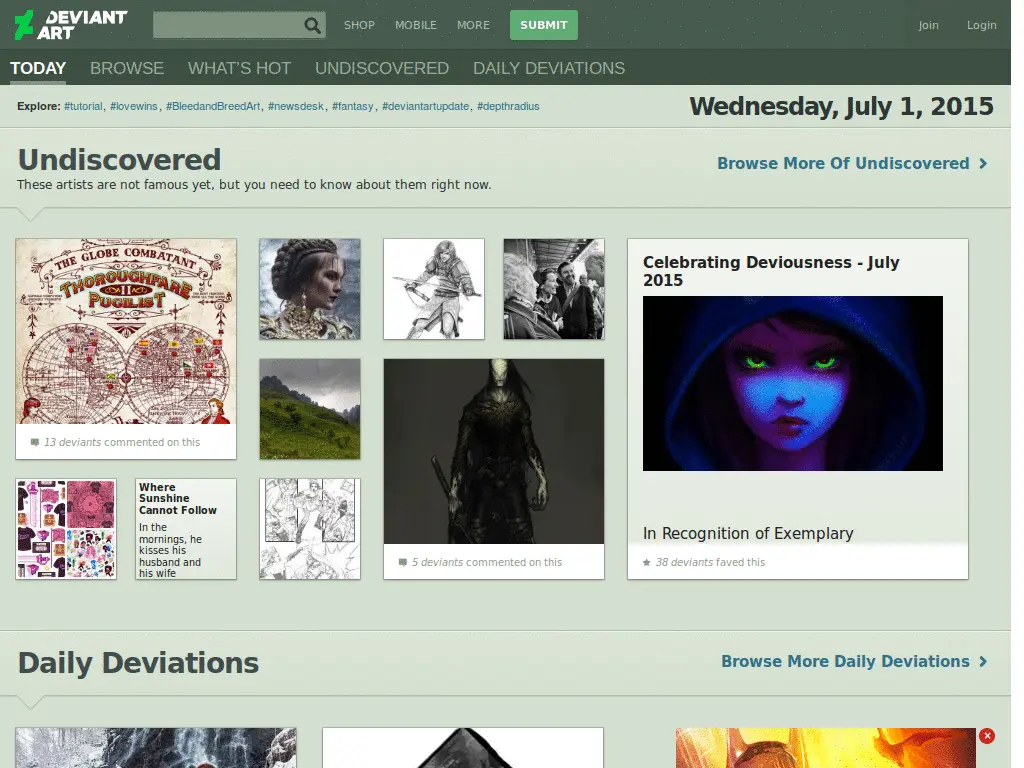 DEVIANT ART
SHOP MOBILE MORE SUBMIT Join Login
TODAY BROWSE WHAT'S HOT UNDISCOVERED DAILY DEVIATIONS
Explore: #tutorial, #lovewins, #BleedandBreedArt, #newsdesk, #fantasy, #deviantartupdate, #depthradius
Wednesday, July 1, 2015
Undiscovered
These artists are not famous yet, but you need to know about them right now.
Browse More Of Undiscovered
THE GLOBE COMBATANT
THOROUGHFARE
II
PUGILIST
13 deviants commented on this
Where
Sunshine
Cannot Follow
In the
mornings, he
kisses his
husband and
his wife
5 deviants commented on this
Celebrating Deviousness - July
2015
In Recognition of Exemplary
38 deviants faved this
Daily Deviations
Browse More Daily Deviations